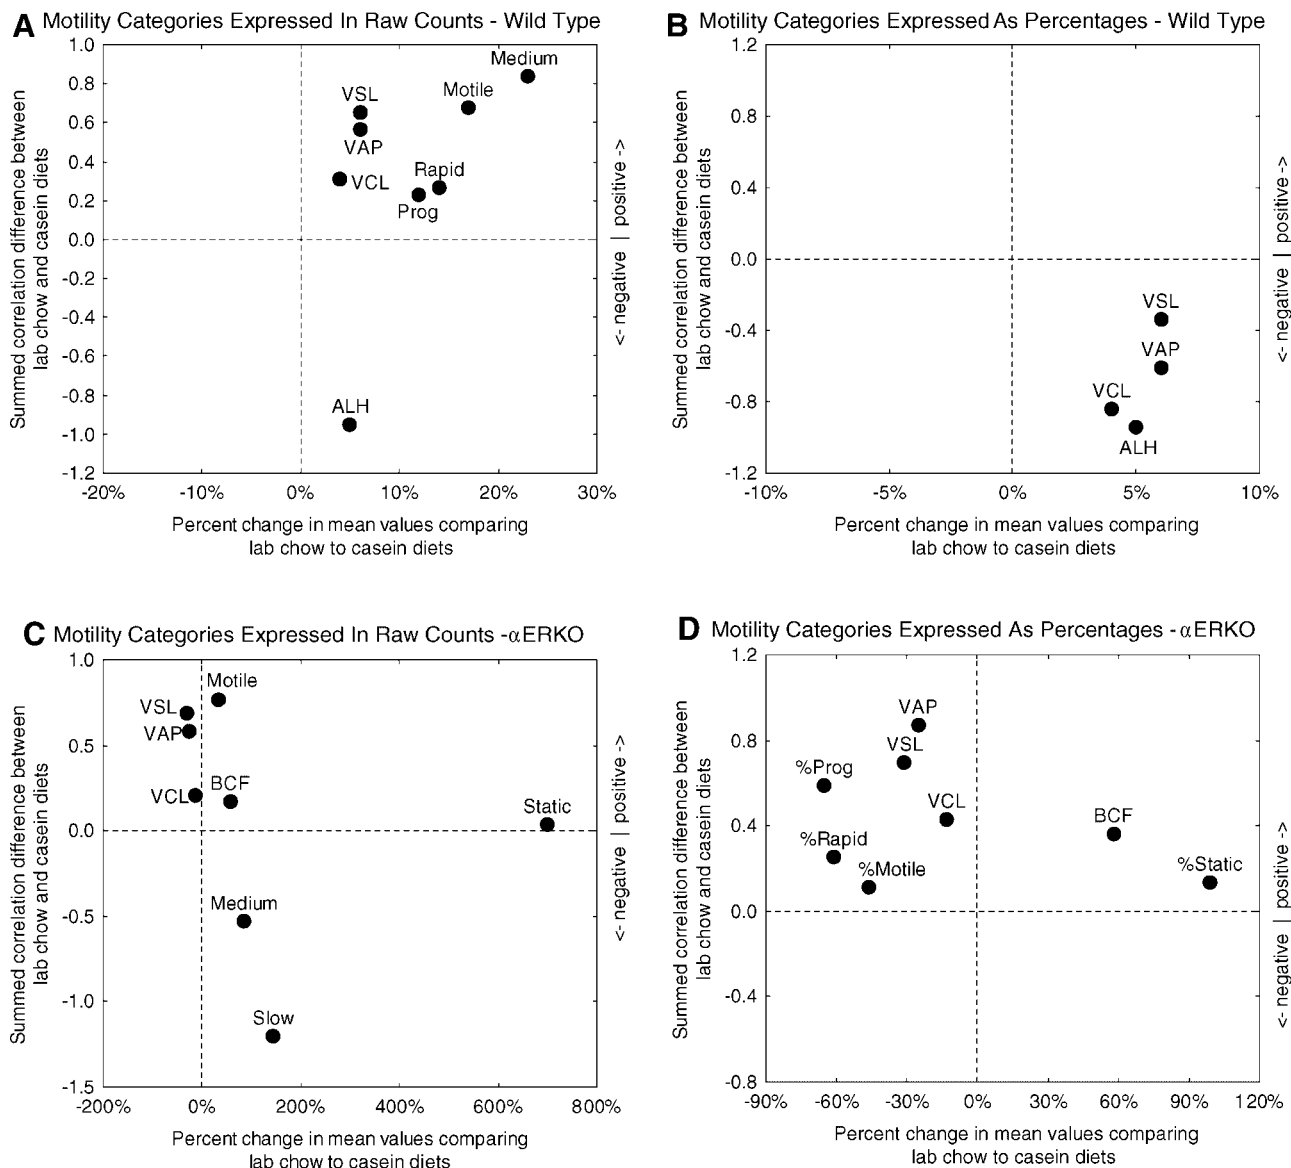 A Motility Categories Expressed In Raw Counts - Wild Type
Summed correlation difference between
lab chow and casein diets
1.0
0.8
0.6
0.4
0.2
0.0
-0.2
-0.4
-0.6
-0.8
-1.0
-1.2
Medium
Motile
VSL
VAP
VCL
Rapid
Prog
ALH
<- negative | positive ->
-20% -10% 0% 10% 20% 30%
Percent change in mean values comparing
lab chow to casein diets
B Motility Categories Expressed As Percentages - Wild Type
Summed correlation difference between
lab chow and casein diets
1.2
0.8
0.4
0.0
-0.4
-0.8
-1.2
VSL
VAP
VCL
ALH
<- negative | positive ->
-10% -5% 0% 5% 10%
Percent change in mean values comparing
lab chow to casein diets
C Motility Categories Expressed In Raw Counts -αERKO
Summed correlation difference between
lab chow and casein diets
1.0
0.5
0.0
-0.5
-1.0
-1.5
Motile
VSL
VAP
VCL
BCF
Static
Medium
Slow
<- negative | positive ->
-200% 0% 200% 400% 600% 800%
Percent change in mean values comparing
lab chow to casein diets
D Motility Categories Expressed As Percentages - αERKO
Summed correlation difference between
lab chow and casein diets
1.2
0.8
0.4
0.0
-0.4
-0.8
VAP
VSL
%Prog
VCL
BCF
%Rapid
%Motile
%Static
<- negative | positive ->
-90% -60% -30% 0% 30% 60% 90% 120%
Percent change in mean values comparing
lab chow to casein diets